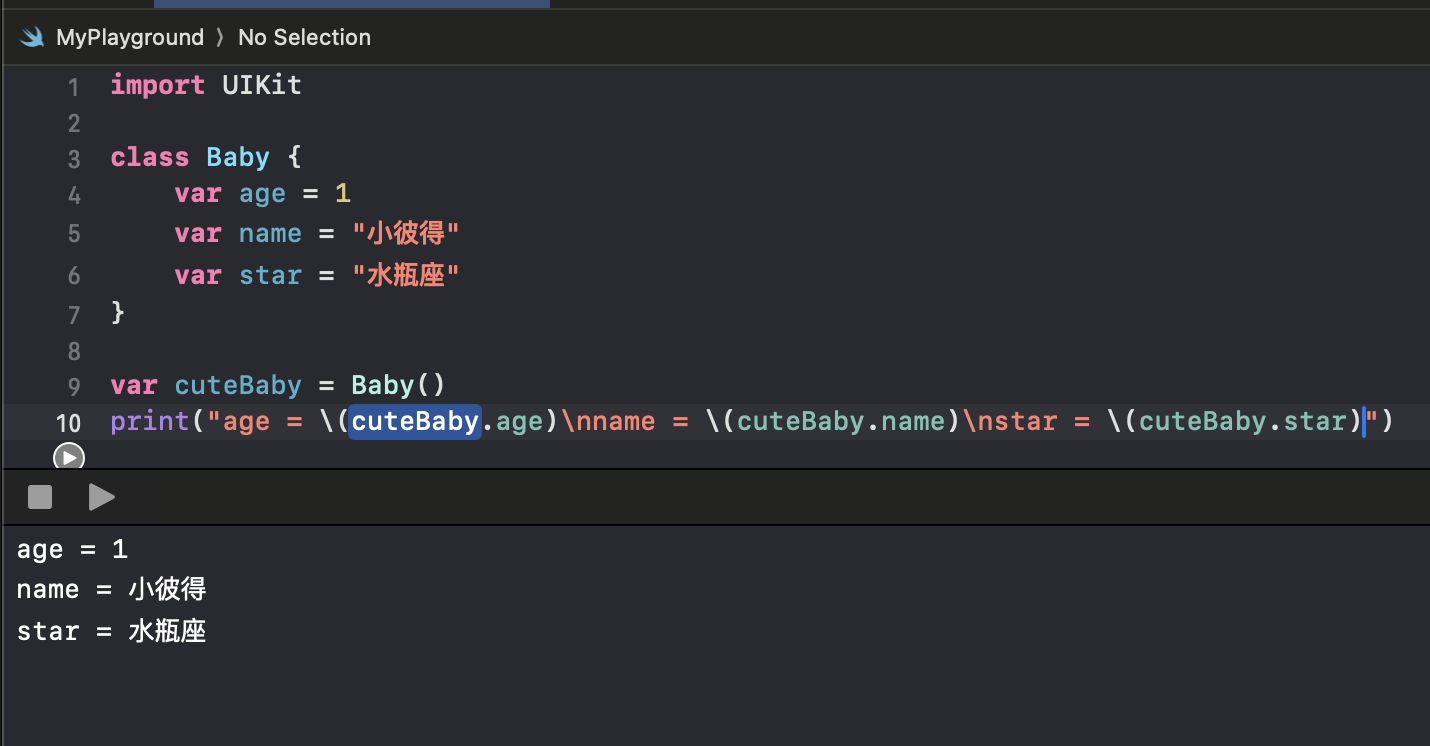 MyPlayground 〉 No Selection
1 import UIKit
2
3 class Baby {
4     var age = 1
5     var name = "小彼得"
6     var star = "水瓶座"
7 }
8
9 var cuteBaby = Baby()
10 print("age = \(cuteBaby.age)\nname = \(cuteBaby.name)\nstar = \(cuteBaby.star)")
age = 1
name = 小彼得
star = 水瓶座